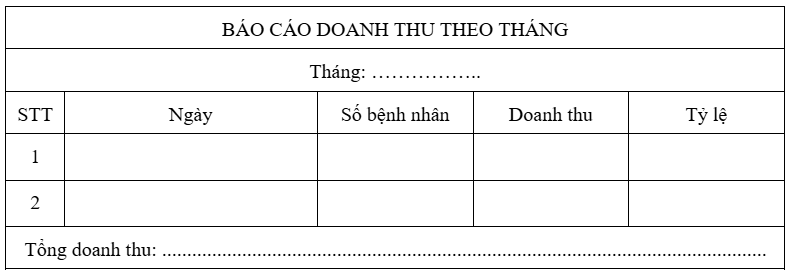 BÁO CÁO DOANH THU THEO THÁNG
Tháng: ……………..
STT Ngày Số bệnh nhân Doanh thu Tỷ lệ
1
2
Tổng doanh thu: ........................................................................................................................